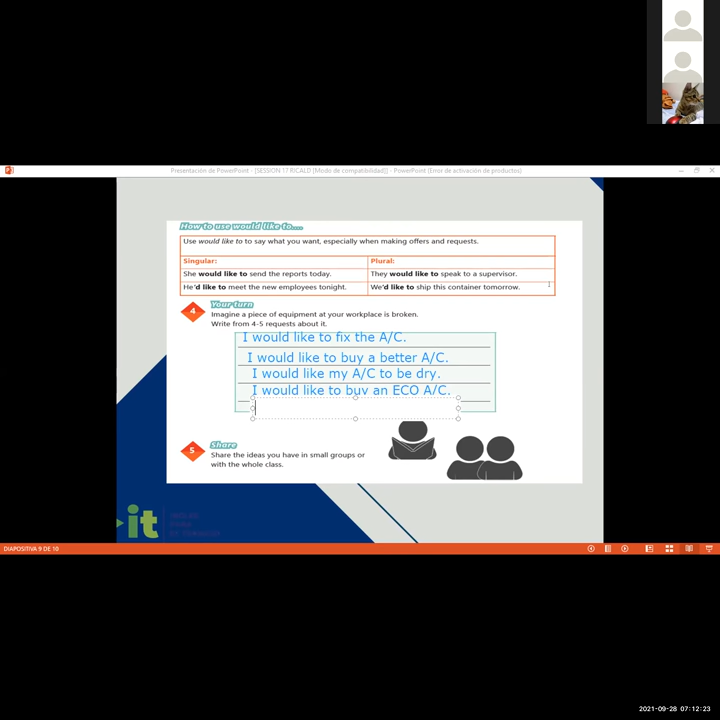 Presentación de PowerPoint - [SESSION 17 RICALD [Modo de compatibilidad]] - PowerPoint (Error de activación de productos)
How to use would like to....
Use would like to to say what you want, especially when making offers and requests.
Singular: Plural:
She would like to send the reports today. They would like to speak to a supervisor.
He'd like to meet the new employees tonight. We'd like to ship this container tomorrow.
4 Your turn
Imagine a piece of equipment at your workplace is broken.
Write from 4-5 requests about it.
I would like to fix the A/C.
I would like to buy a better A/C.
I would like my A/C to be dry.
I would like to buy an ECO A/C.
5 Share
Share the ideas you have in small groups or
with the whole class.
it
DIAPOSITIVA 9 DE 10
2021-09-28 07:12:23